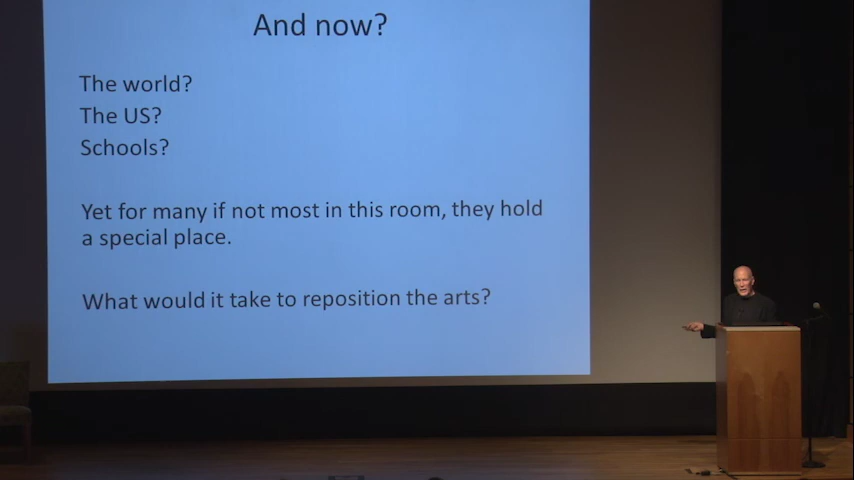 And now?
The world?
The US?
Schools?
Yet for many if not most in this room, they hold
a special place.
What would it take to reposition the arts?